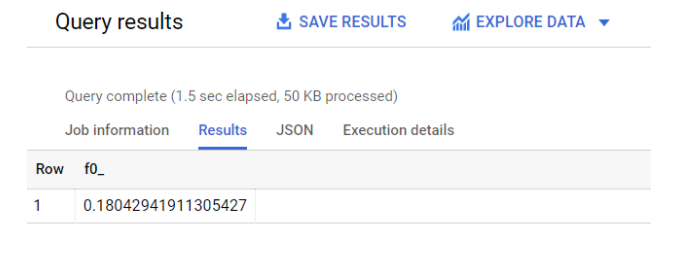 Query results SAVE RESULTS EXPLORE DATA
Query complete (1.5 sec elapsed, 50 KB processed)
Job information Results JSON Execution details
Row f0_
1 0.18042941911305427